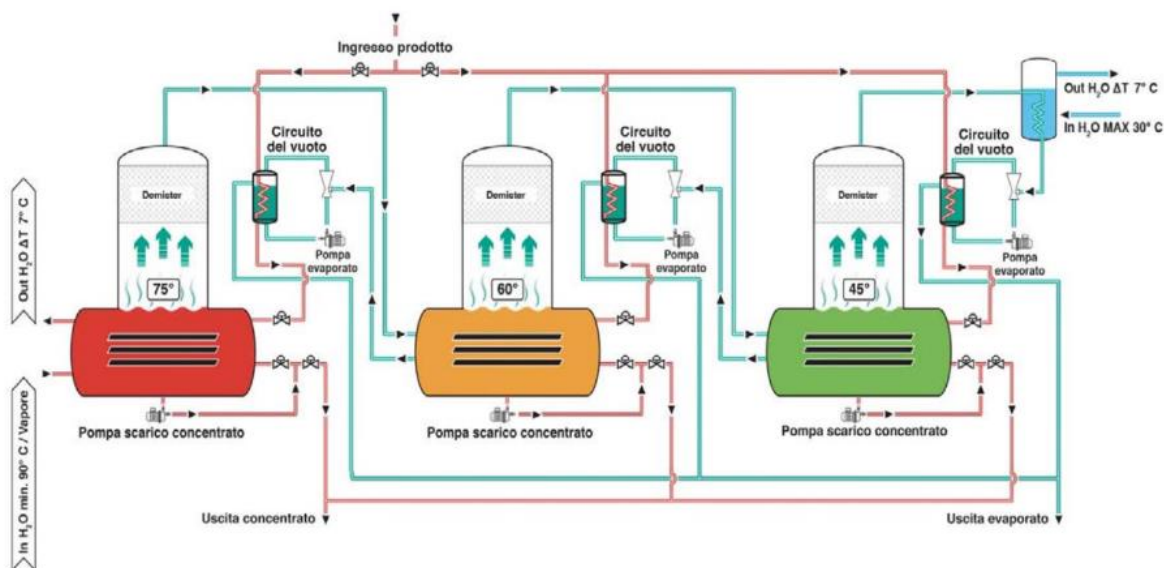 Ingresso prodotto
Out H₂O ΔT 7° C
In H₂O MAX 30° C
Circuito
del vuoto
Circuito
del vuoto
Circuito
del vuoto
Demister
Demister
Demister
Pompa
evaporato
Pompa
evaporato
Pompa
evaporato
75°
60°
45°
Out H₂O ΔT 7° C
In H₂O min. 90° C / Vapore
Pompa scarico concentrato
Pompa scarico concentrato
Pompa scarico concentrato
Uscita concentrato
Uscita evaporato